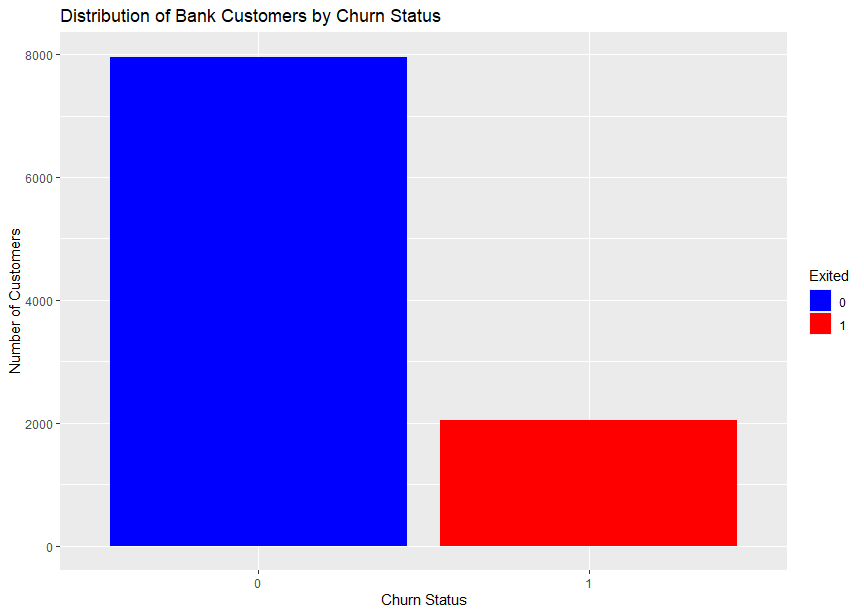 Distribution of Bank Customers by Churn Status
8000
6000
4000
2000
0
Number of Customers
0
1
Churn Status
Exited
0
1